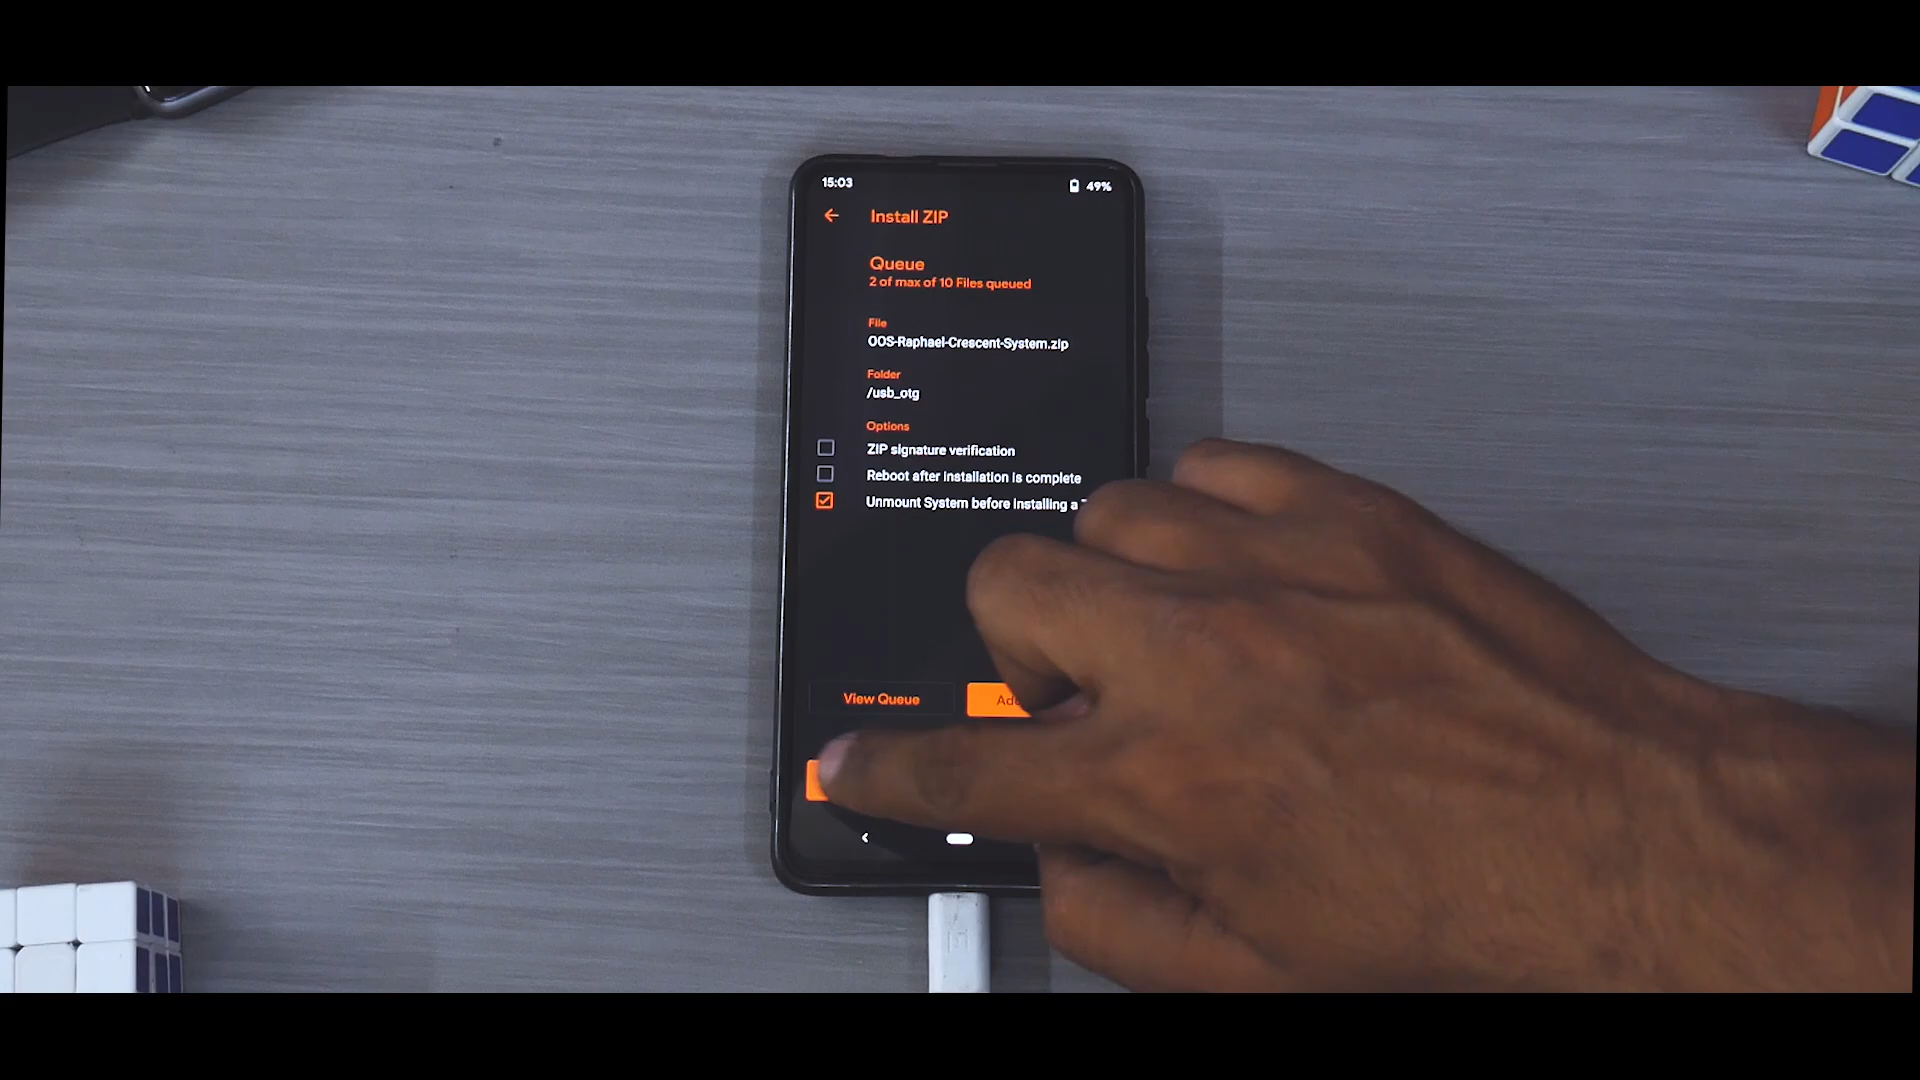 15:03
49%
Install ZIP
Queue
2 of max of 10 Files queued
File
OOS-Raphael-Crescent-System.zip
Folder
/usb_otg
Options
ZIP signature verification
Reboot after installation is complete
Unmount System before installing a
View Queue